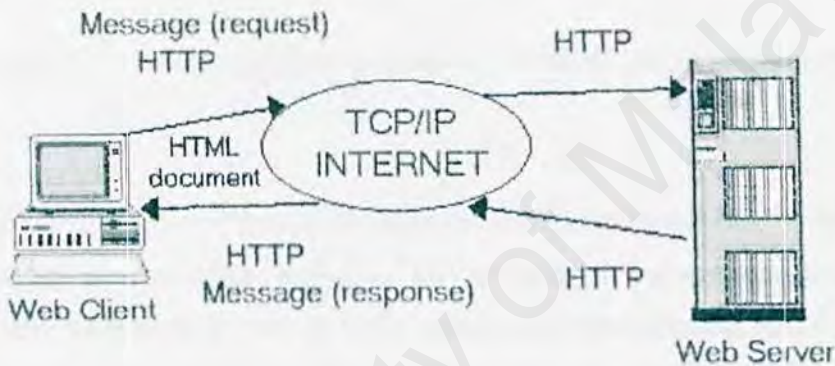 Message (request)
HTTP
HTTP
TCP/IP
INTERNET
HTML
document
HTTP
Message (response)
HTTP
Web Client
Web Server